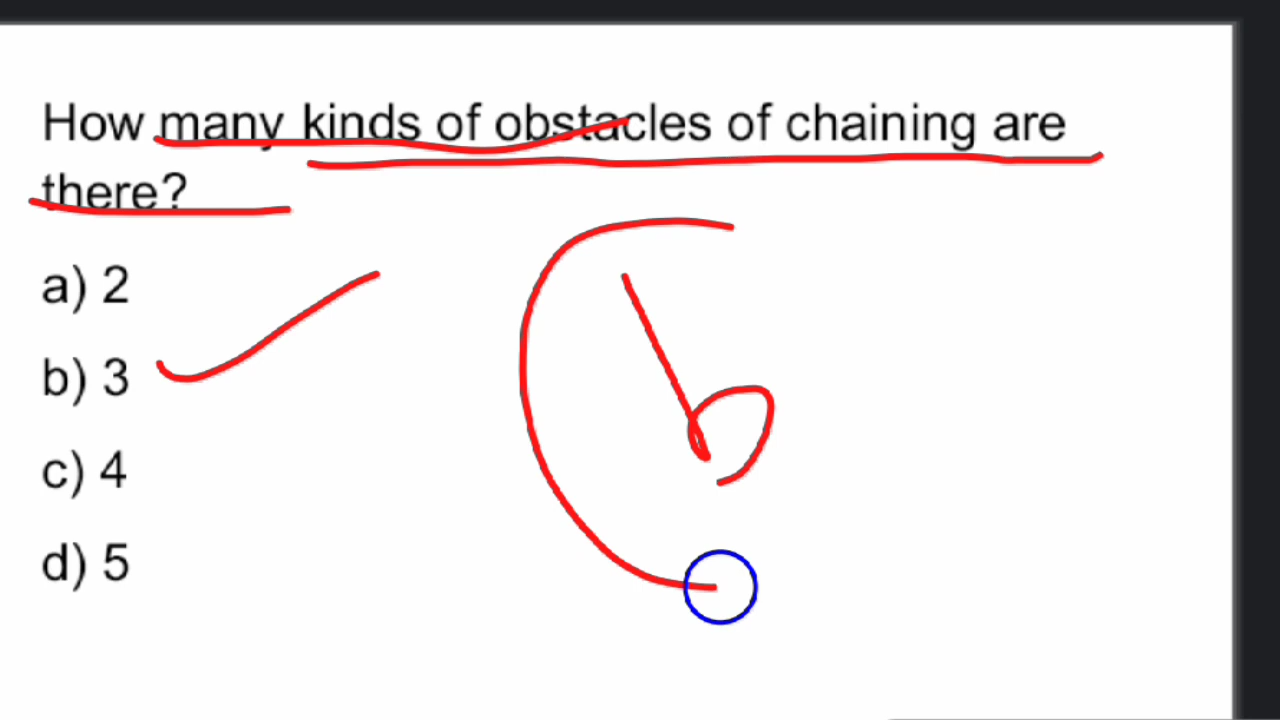 How many kinds of obstacles of chaining are
there?
a) 2
b) 3
c) 4
d) 5